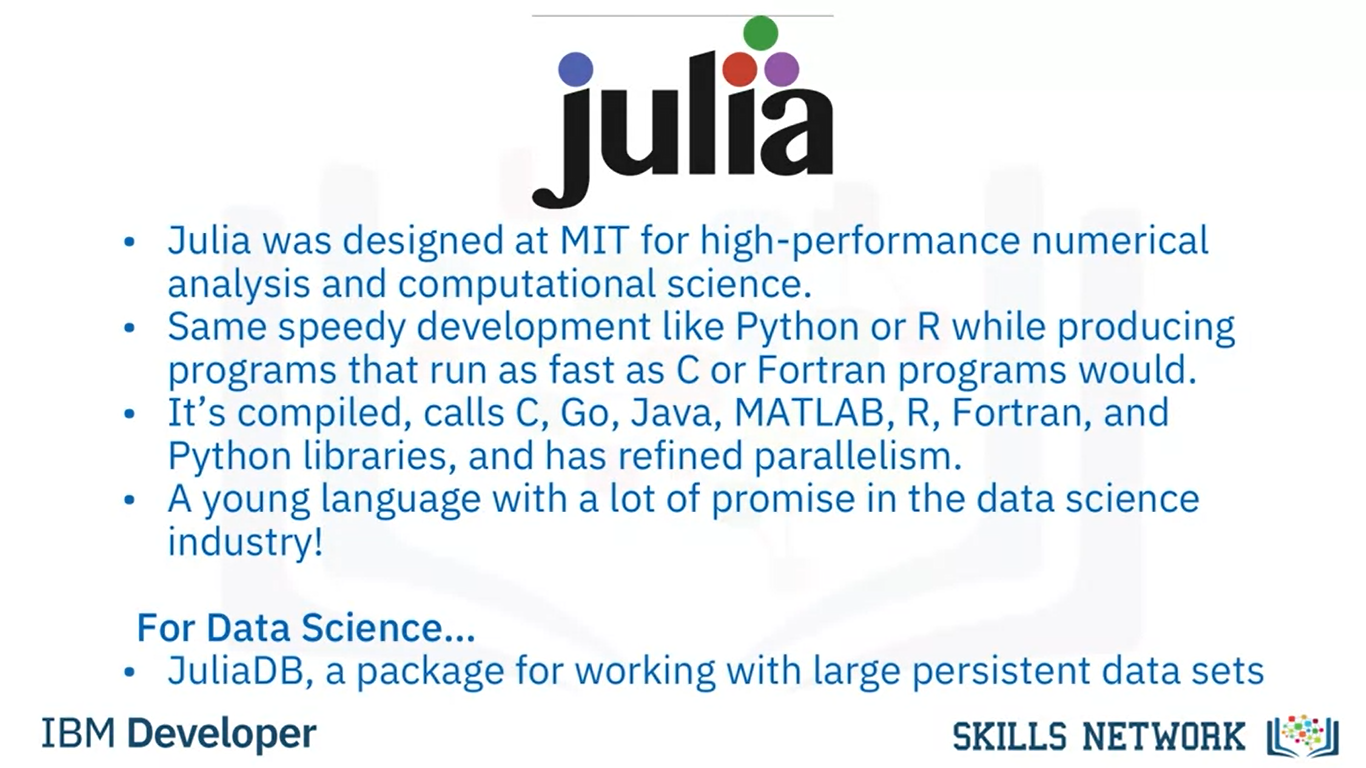 julia
• Julia was designed at MIT for high-performance numerical
analysis and computational science.
• Same speedy development like Python or R while producing
programs that run as fast as C or Fortran programs would.
• It’s compiled, calls C, Go, Java, MATLAB, R, Fortran, and
Python libraries, and has refined parallelism.
• A young language with a lot of promise in the data science
industry!
For Data Science...
• JuliaDB, a package for working with large persistent data sets
IBM Developer
SKILLS NETWORK